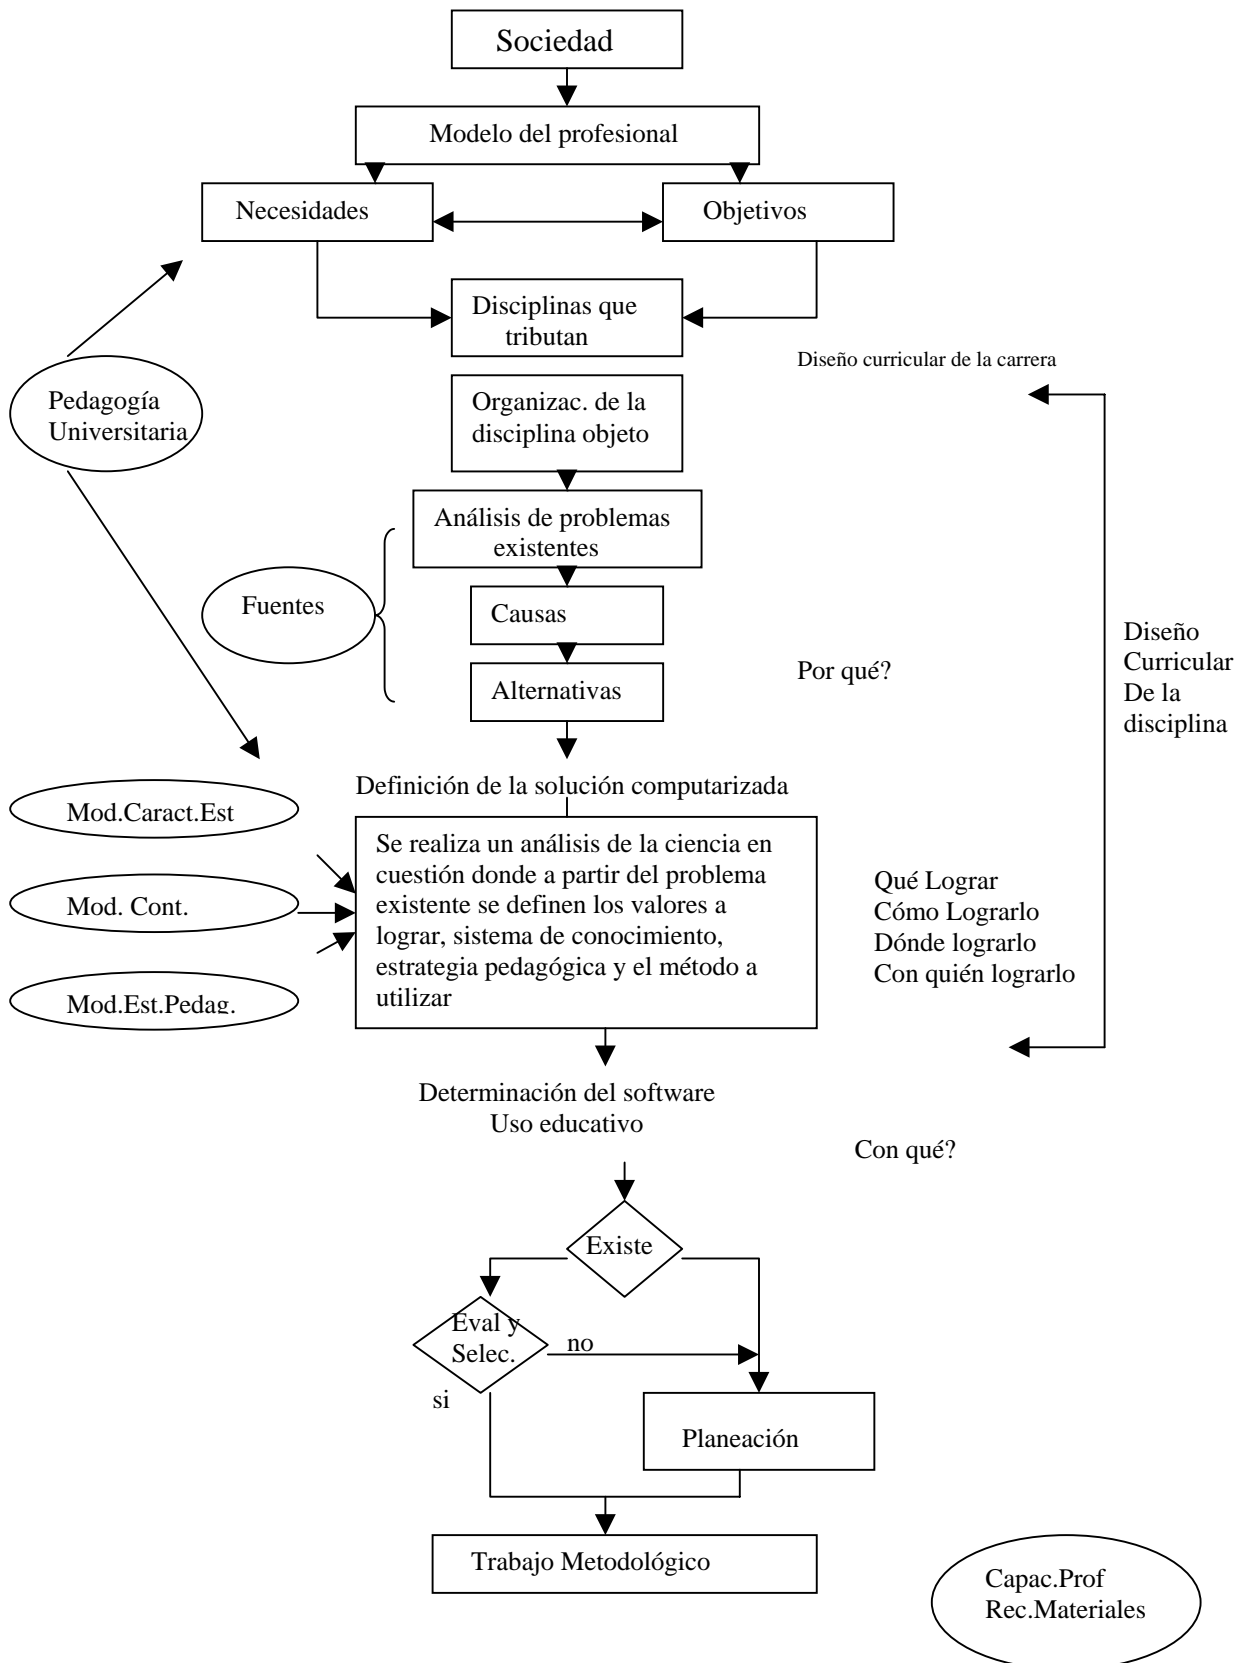 Sociedad
Modelo del profesional
Necesidades
Objetivos
Disciplinas que
tributan
Diseño curricular de la carrera
Pedagogía
Universitaria
Organizac. de la
disciplina objeto
Análisis de problemas
existentes
Fuentes
Causas
Alternativas
Por qué?
Diseño
Curricular
De la
disciplina
Definición de la solución computarizada
Mod.Caract.Est
Mod. Cont.
Mod.Est.Pedag.
Se realiza un análisis de la ciencia en
cuestión donde a partir del problema
existente se definen los valores a
lograr, sistema de conocimiento,
estrategia pedagógica y el método a
utilizar
Qué Lograr
Cómo Lograrlo
Dónde lograrlo
Con quién lograrlo
Determinación del software
Uso educativo
Con qué?
Existe
Eval y
Selec.
no
si
Planeación
Trabajo Metodológico
Capac.Prof
Rec.Materiales